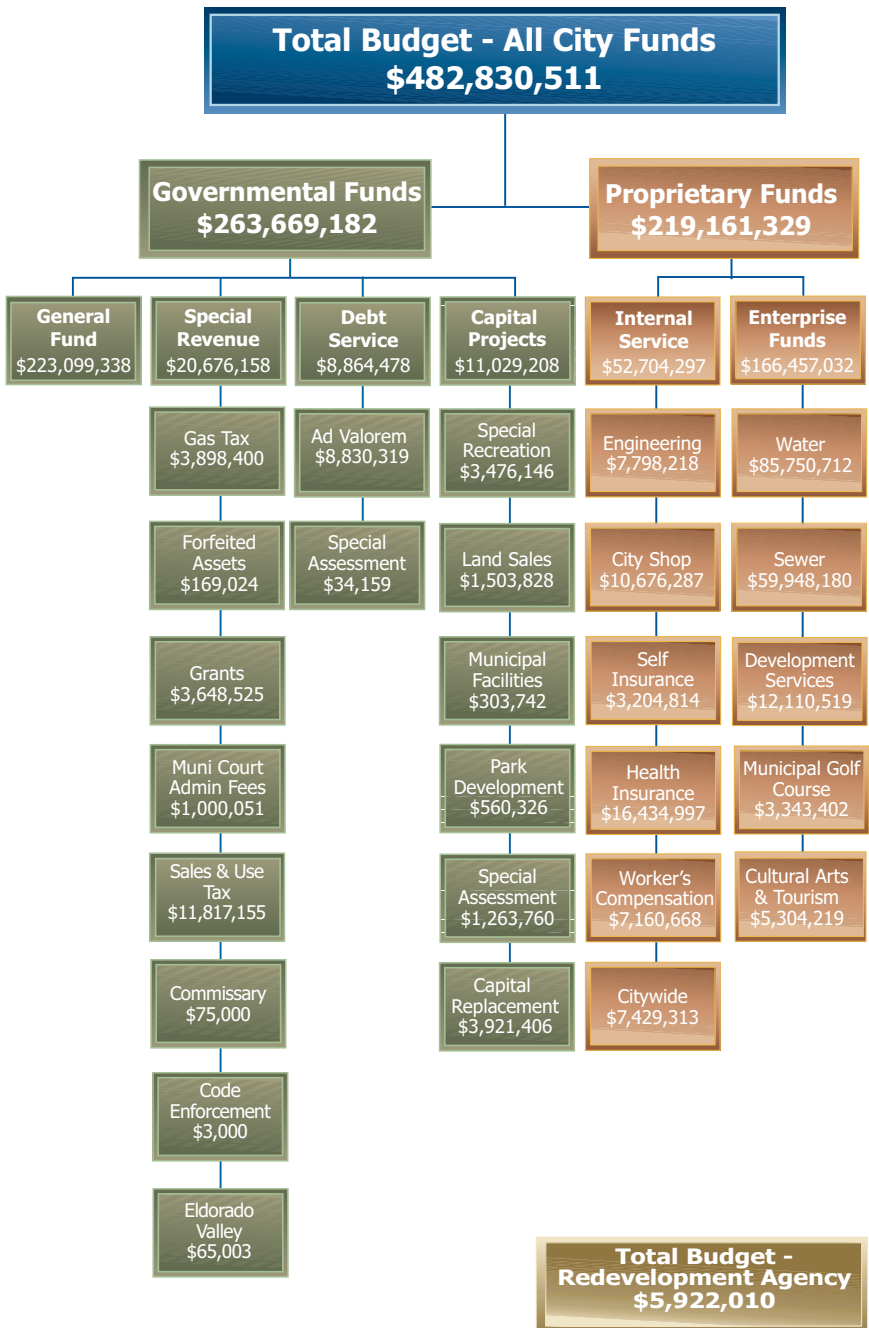 Total Budget - All City Funds
$482,830,511
Governmental Funds
$263,669,182
Proprietary Funds
$219,161,329
General
Fund
$223,099,338
Special
Revenue
$20,676,158
Debt
Service
$8,864,478
Capital
Projects
$11,029,208
Internal
Service
$52,704,297
Enterprise
Funds
$166,457,032
Gas Tax
$3,898,400
Forfeited
Assets
$169,024
Grants
$3,648,525
Muni Court
Admin Fees
$1,000,051
Sales & Use
Tax
$11,817,155
Commissary
$75,000
Code
Enforcement
$3,000
Eldorado
Valley
$65,003
Ad Valorem
$8,830,319
Special
Assessment
$34,159
Special
Recreation
$3,476,146
Land Sales
$1,503,828
Municipal
Facilities
$303,742
Park
Development
$560,326
Special
Assessment
$1,263,760
Capital
Replacement
$3,921,406
Engineering
$7,798,218
City Shop
$10,676,287
Self
Insurance
$3,204,814
Health
Insurance
$16,434,997
Worker's
Compensation
$7,160,668
Citywide
$7,429,313
Water
$85,750,712
Sewer
$59,948,180
Development
Services
$12,110,519
Municipal Golf
Course
$3,343,402
Cultural Arts
& Tourism
$5,304,219
Total Budget -
Redevelopment Agency
$5,922,010